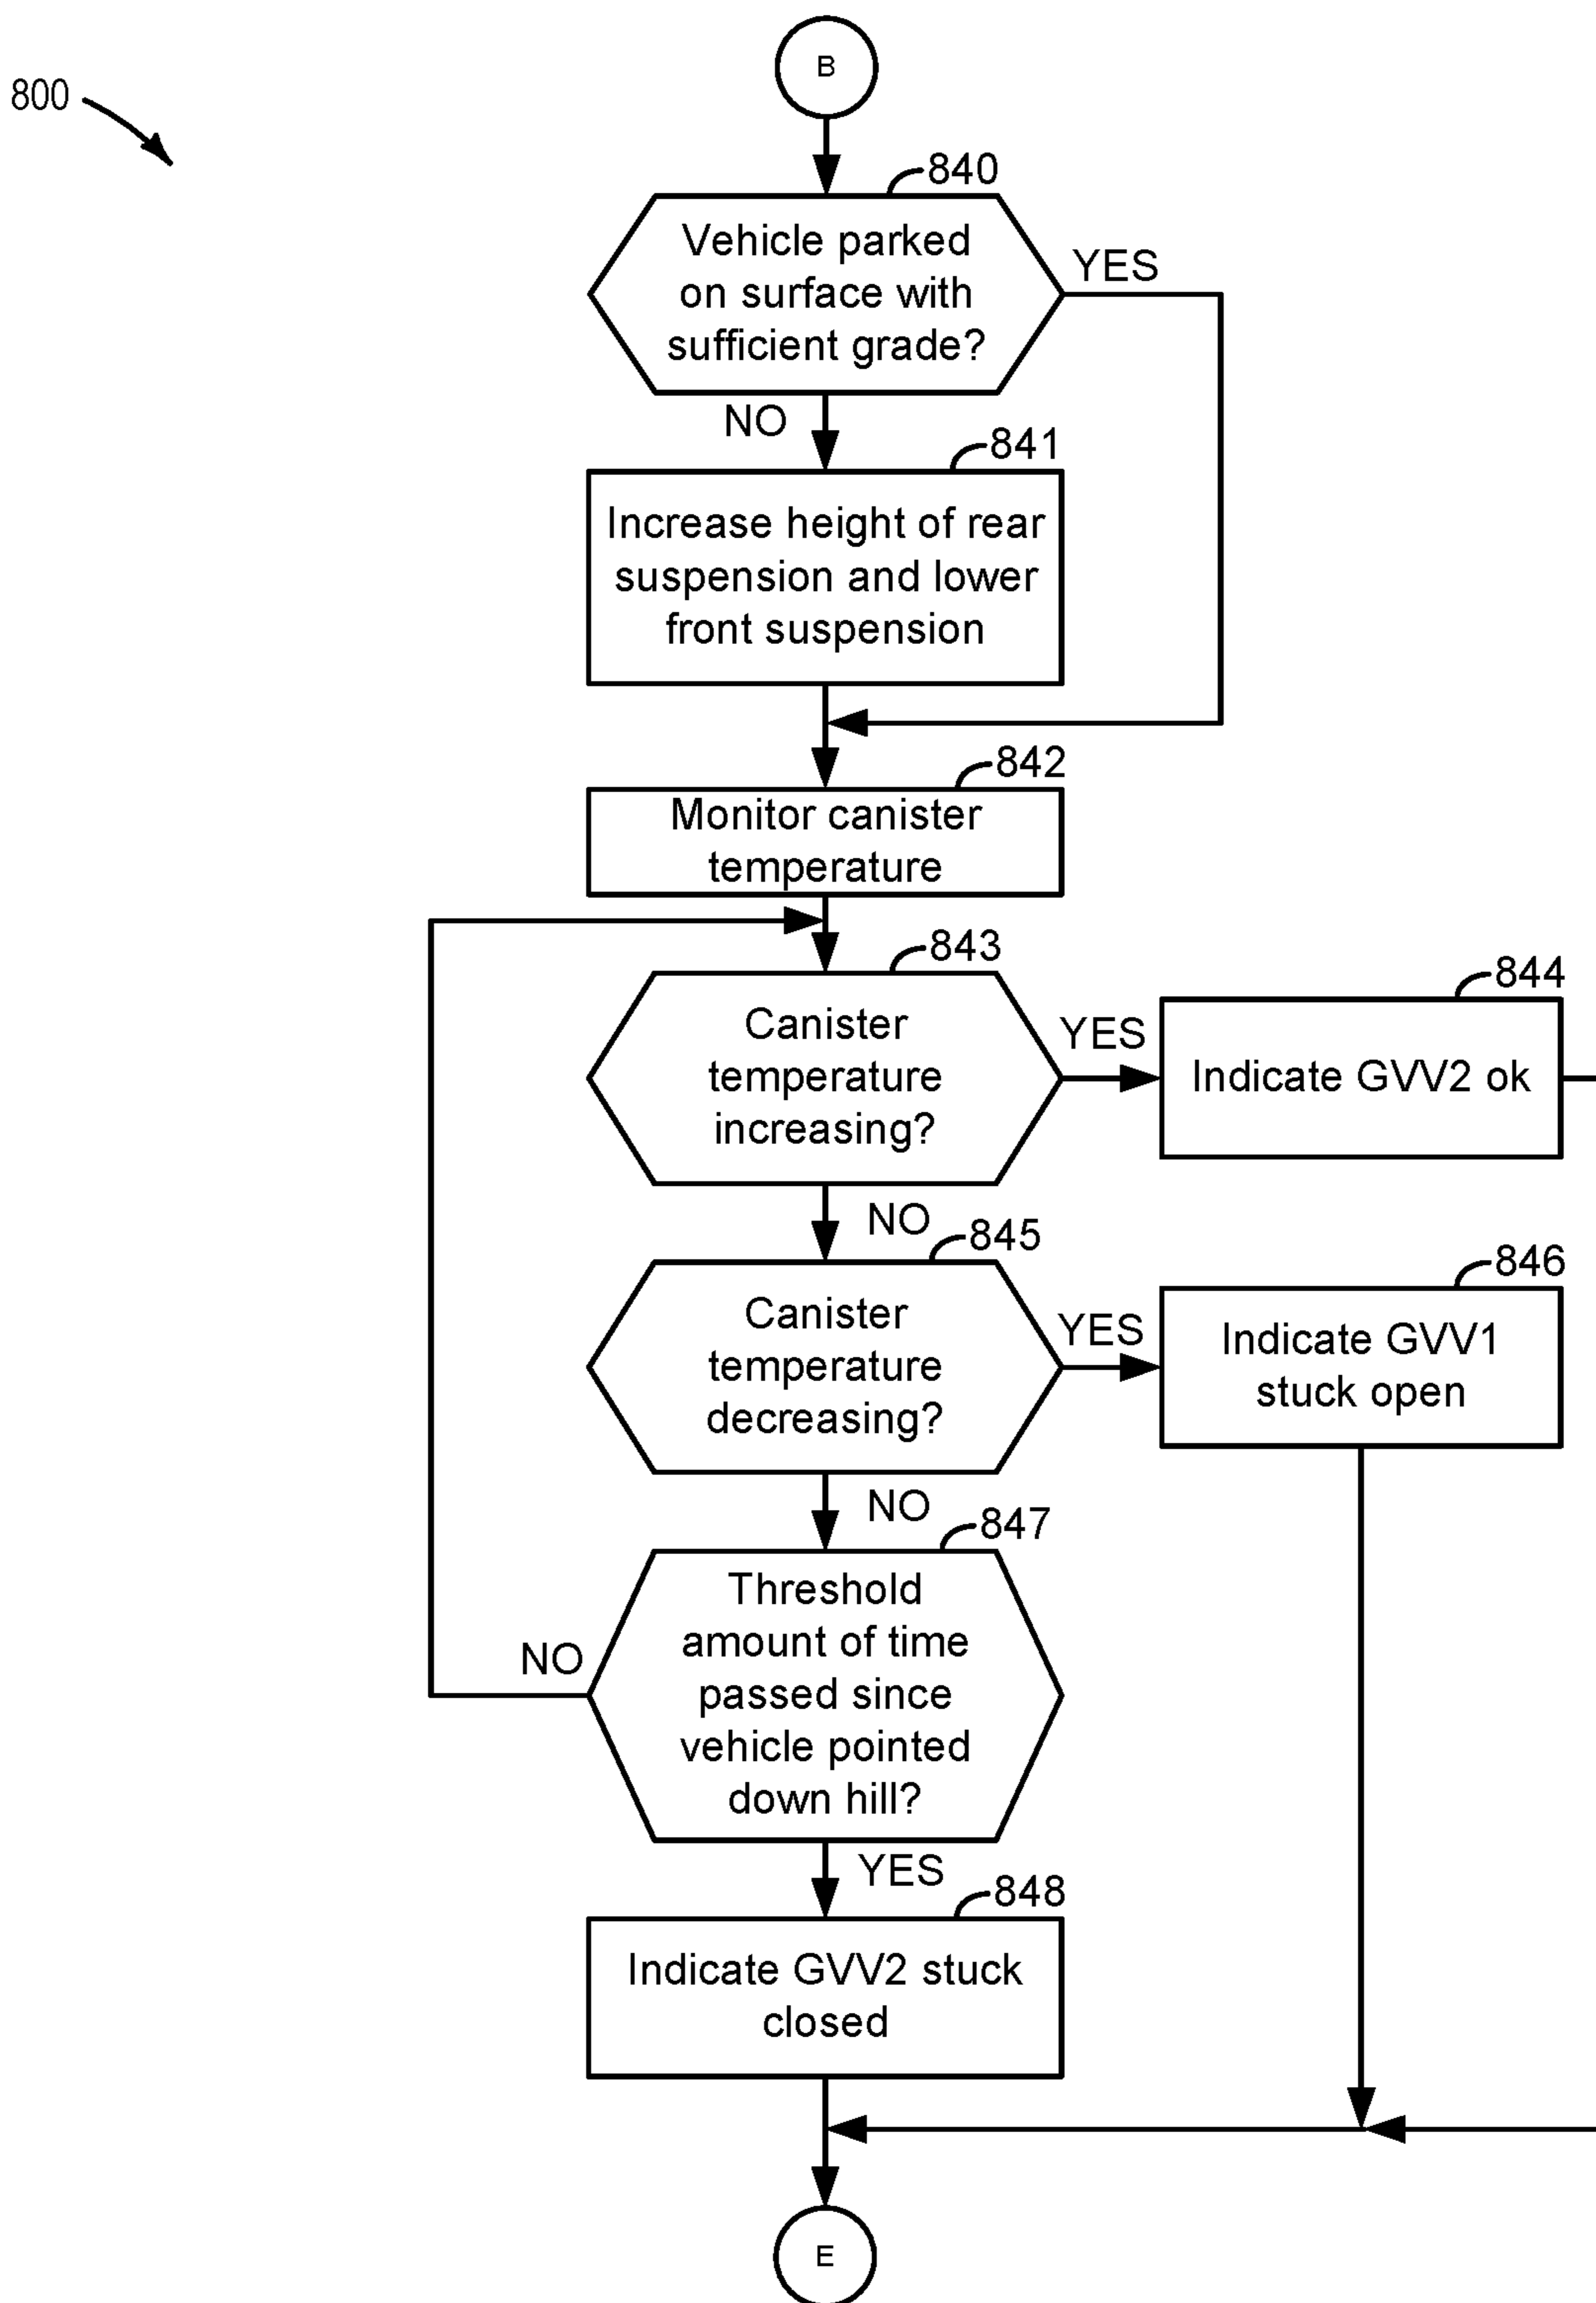 B
800
840
Vehicle parked
on surface with
sufficient grade?
YES
NO
841
Increase height of rear
suspension and lower
front suspension
842
Monitor canister
temperature
843
Canister
temperature
increasing?
YES
844
Indicate GVV2 ok
NO
845
Canister
temperature
decreasing?
YES
846
Indicate GVV1
stuck open
NO
847
Threshold
amount of time
passed since
vehicle pointed
down hill?
NO
YES
848
Indicate GVV2 stuck
closed
E